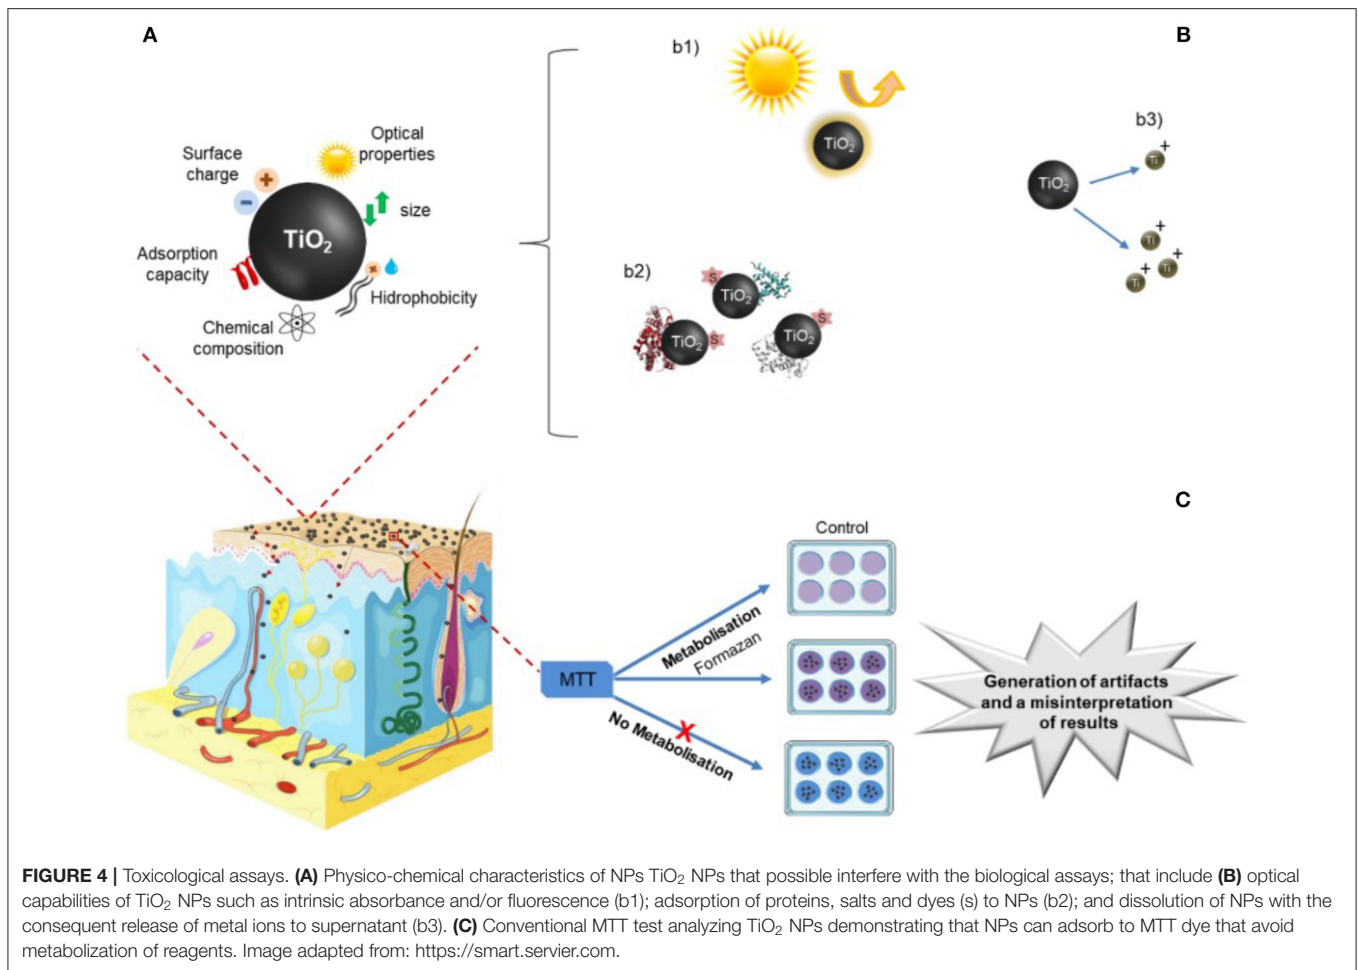 A
B
Surface
charge
+
−
Optical
properties
size
TiO₂
Adsorption
capacity
+
Hidrophobicity
Chemical
composition
b1)
TiO₂
b2)
S
TiO₂
S
TiO₂
S
TiO₂
b3)
TiO₂
Ti +
Ti +
Ti +
Ti +
C
Control
MTT
Metabolisation
Formazan
No Metabolisation
X
Generation of artifacts
and a misinterpretation
of results
FIGURE 4 | Toxicological assays. (A) Physico-chemical characteristics of NPs TiO₂ NPs that possible interfere with the biological assays; that include (B) optical
capabilities of TiO₂ NPs such as intrinsic absorbance and/or fluorescence (b1); adsorption of proteins, salts and dyes (s) to NPs (b2); and dissolution of NPs with the
consequent release of metal ions to supernatant (b3). (C) Conventional MTT test analyzing TiO₂ NPs demonstrating that NPs can adsorb to MTT dye that avoid
metabolization of reagents. Image adapted from: https://smart.servier.com.